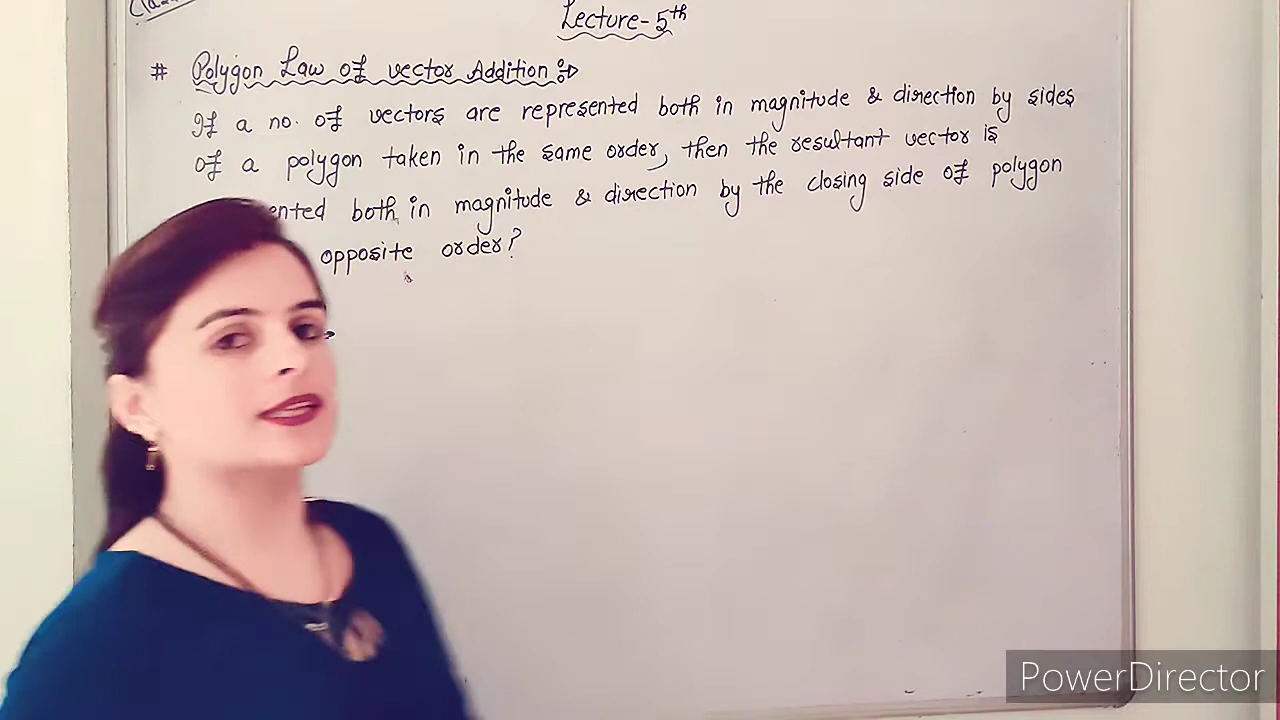 Lecture-5th
# Polygon Law of vector Addition :→
If a no. of vectors are represented both in magnitude & direction by sides
of a polygon taken in the same order, then the resultant vector is
ented both in magnitude & direction by the closing side of polygon
opposite order?
PowerDirector